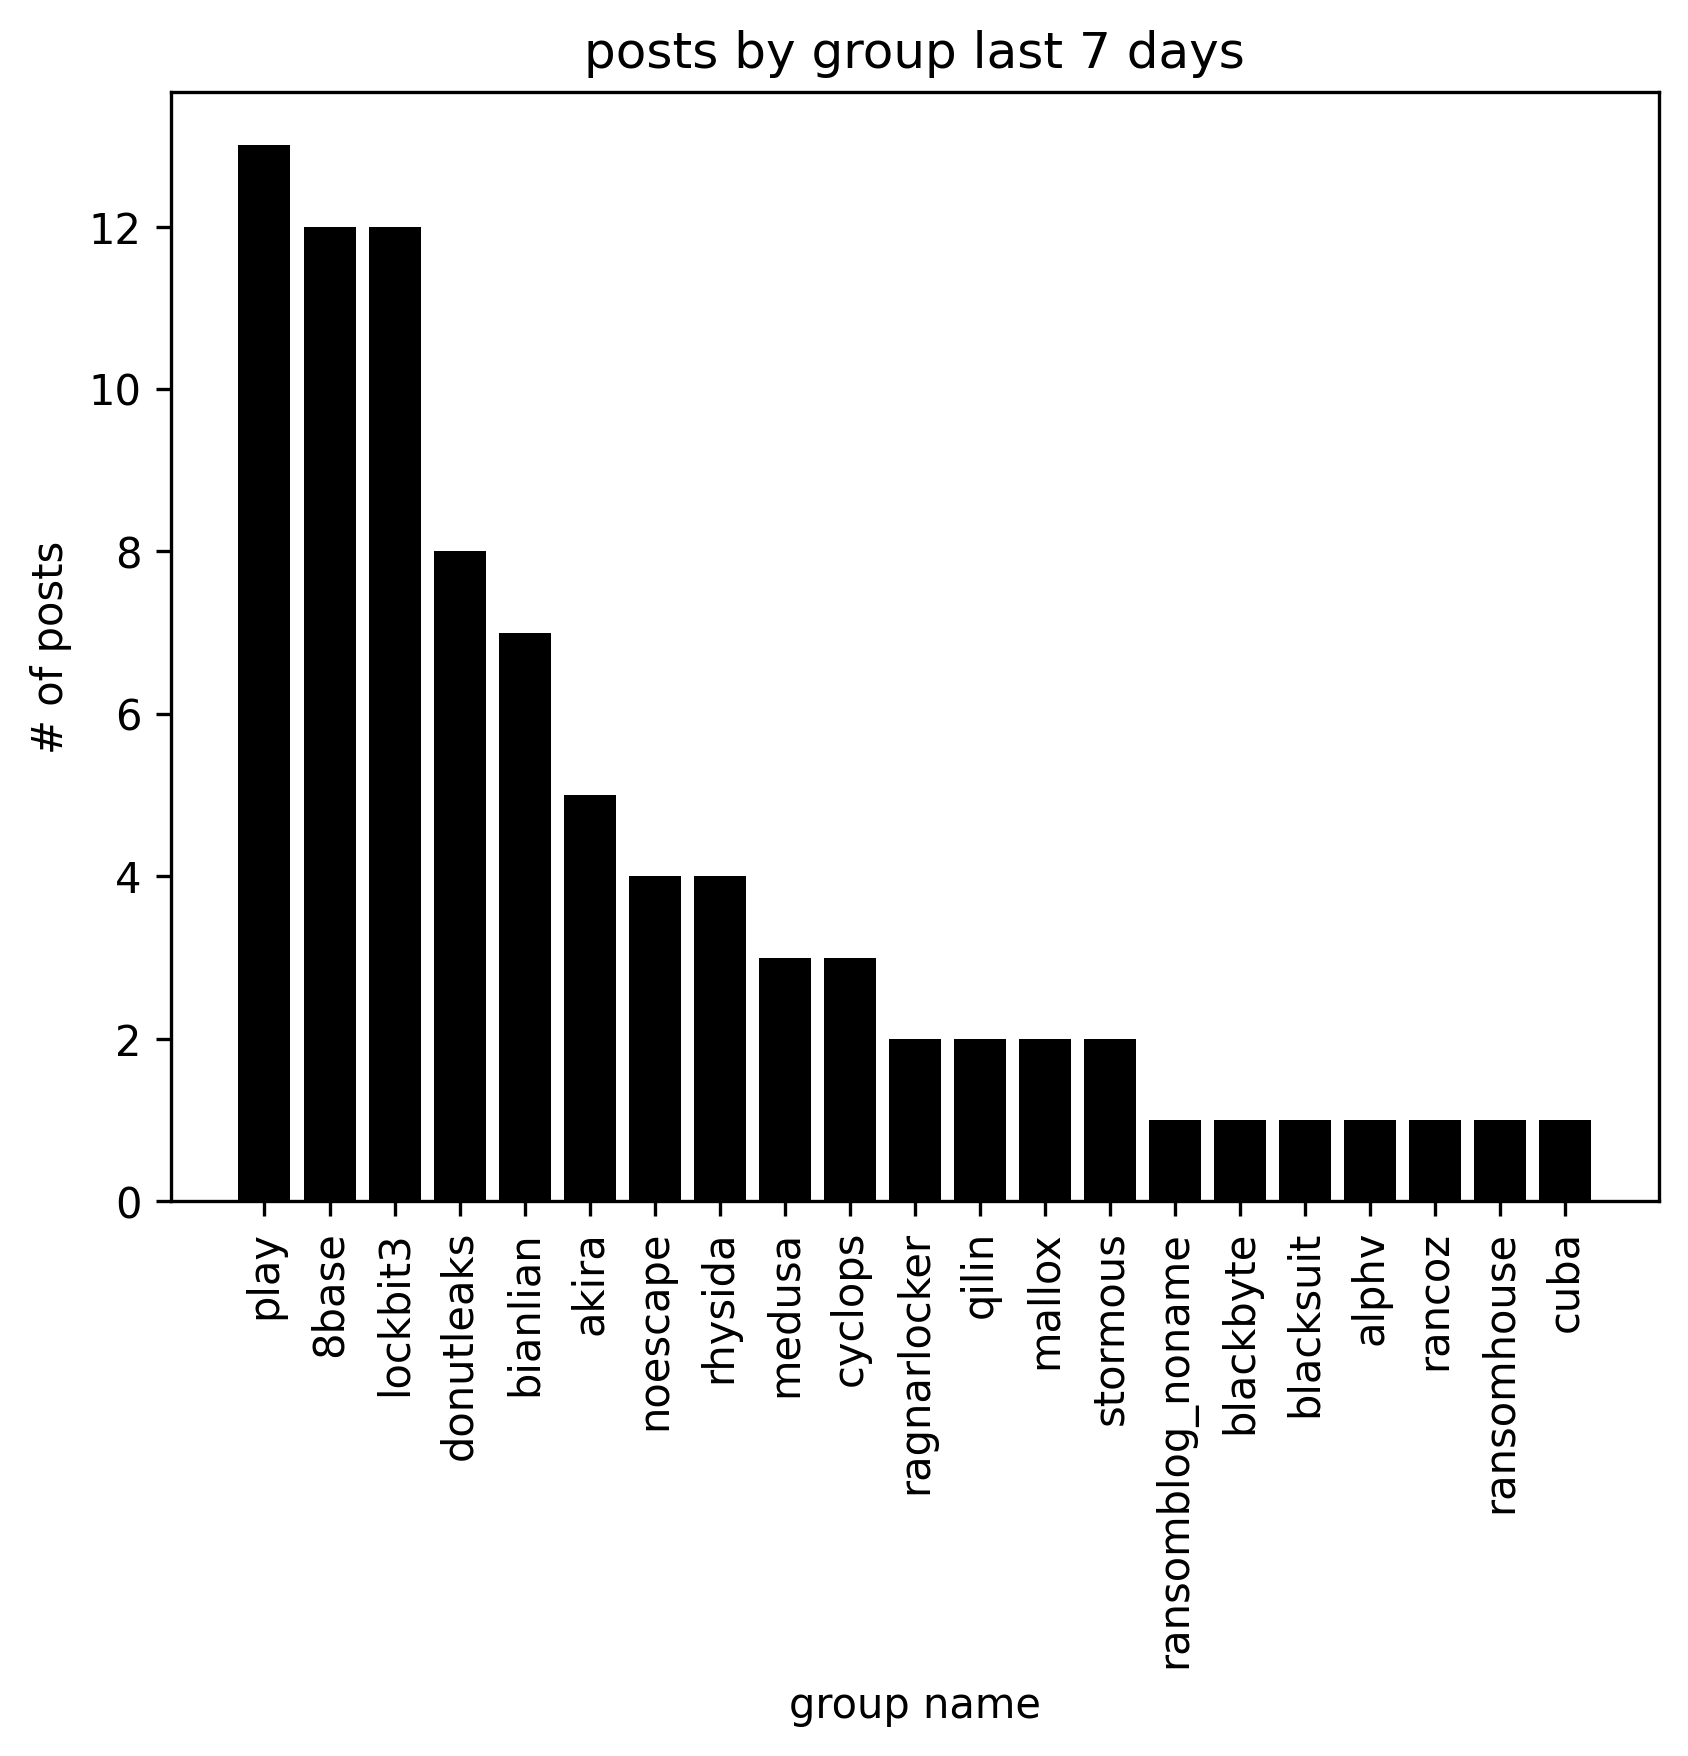 posts by group last 7 days
12
10
8
6
4
2
0
# of posts
play
8base
lockbit3
donutleaks
bianlian
akira
noescape
rhysida
medusa
cyclops
ragnarlocker
qilin
mallox
stormous
ransomblog_noname
blackbyte
blacksuit
alphv
rancoz
ransomhouse
cuba
group name